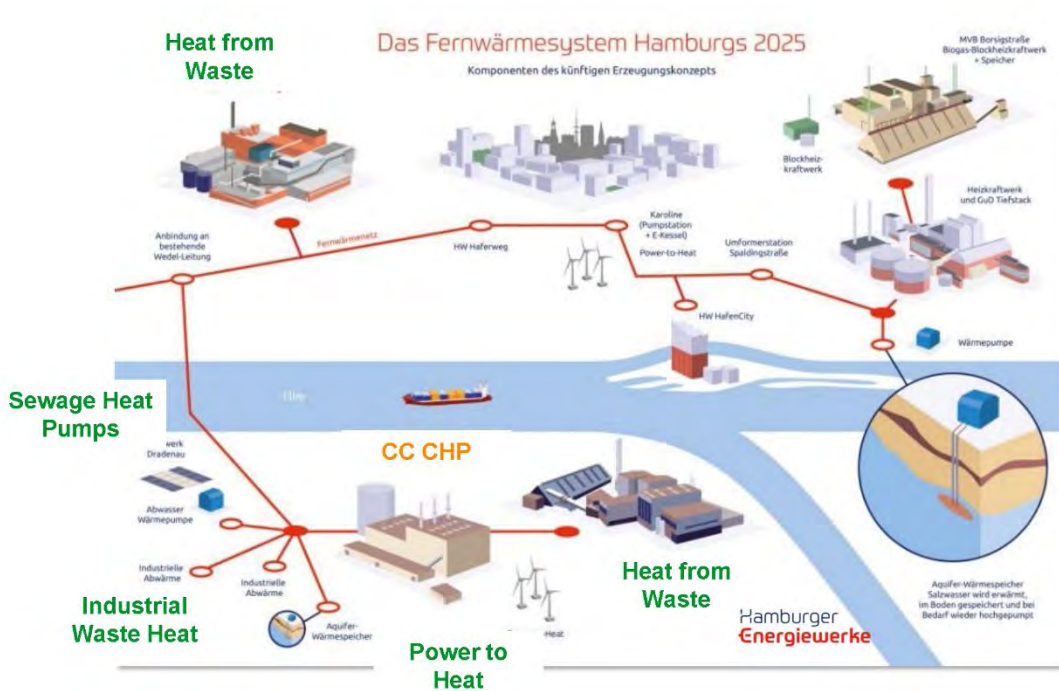 Heat from
Waste
Das Fernwärmesystem Hamburgs 2025
Komponenten des künftigen Erzeugungskonzepts
MVB Borsigstraße
Biogas-Blockheizkraftwerk
+ Speicher
Blockheiz-
kraftwerk
Heizkraftwerk
und GuD Tiefstack
Anbindung an
bestehende
Wedel-Leitung
Fernwärmenetz
HW Haferweg
Karoline
(Pumpstation
+ E-Kessel)
Power-to-Heat
Umformerstation
Spaldingstraße
HW HafenCity
Wärmepumpe
Elbe
Sewage Heat
Pumps
CC CHP
werk
Dradenau
Abwasser
Wärmepumpe
Industrielle
Abwärme
Industrielle
Abwärme
Aquifer-
Wärmespeicher
Industrial
Waste Heat
Power to
Heat
-Heat
Heat from
Waste
Hamburger
Energiewerke
Aquifer-Wärmespeicher
Salzwasser wird erwärmt,
im Boden gespeichert und bei
Bedarf wieder hochgepumpt